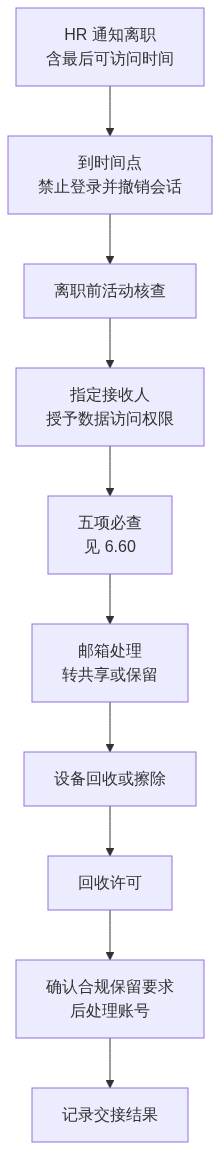 HR 通知离职
含最后可访问时间
到时间点
禁止登录并撤销会话
离职前活动核查
指定接收人
授予数据访问权限
五项必查
见 6.60
邮箱处理
转共享或保留
设备回收或擦除
回收许可
确认合规保留要求
后处理账号
记录交接结果